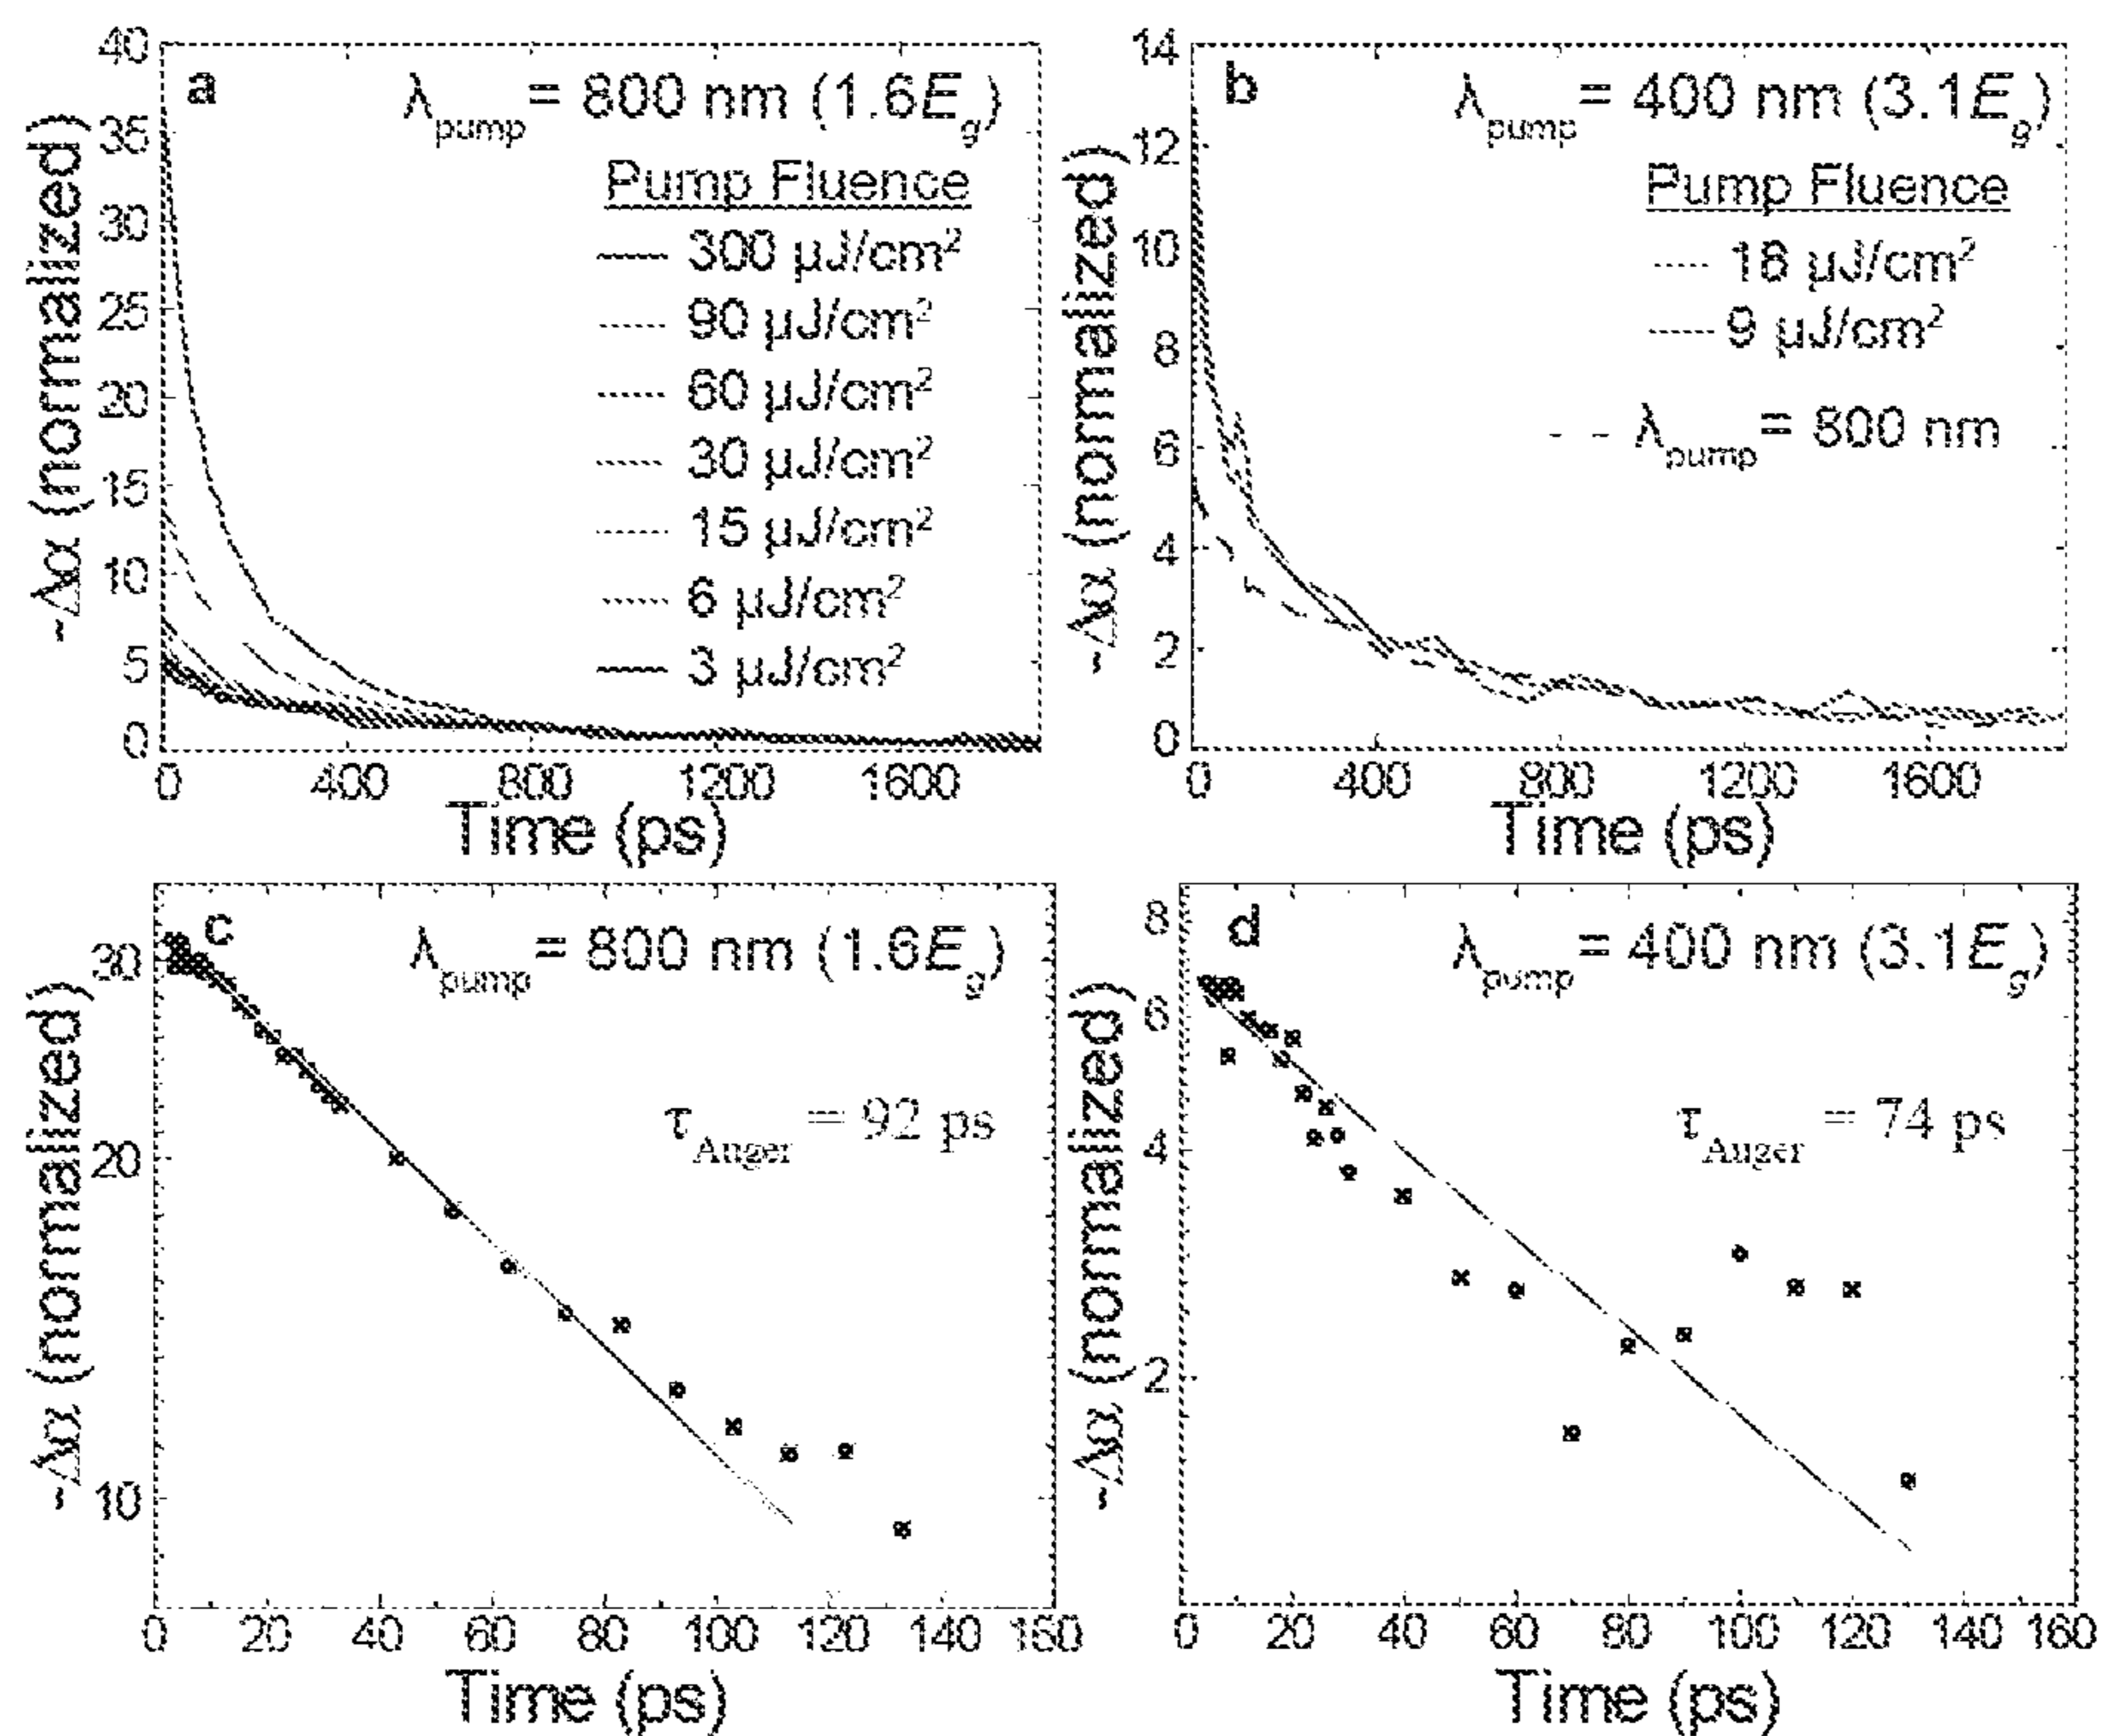 a
λpump = 800 nm (1.6Eg)
Pump Fluence
300 µJ/cm²
90 µJ/cm²
60 µJ/cm²
30 µJ/cm²
15 µJ/cm²
6 µJ/cm²
3 µJ/cm²
-Δα (normalized)
40
35
30
25
20
15
10
5
0
0 400 800 1200 1600
Time (ps)
b
λpump = 400 nm (3.1Eg)
Pump Fluence
18 µJ/cm²
9 µJ/cm²
λpump = 800 nm
-Δα (normalized)
14
12
10
8
6
4
2
0
0 400 800 1200 1600
Time (ps)
c
λpump = 800 nm (1.6Eg)
τAuger = 92 ps
-Δα (normalized)
30
20
10
0 20 40 60 80 100 120 140 160
Time (ps)
d
λpump = 400 nm (3.1Eg)
τAuger = 74 ps
-Δα (normalized)
8
6
4
2
0 20 40 60 80 100 120 140 160
Time (ps)